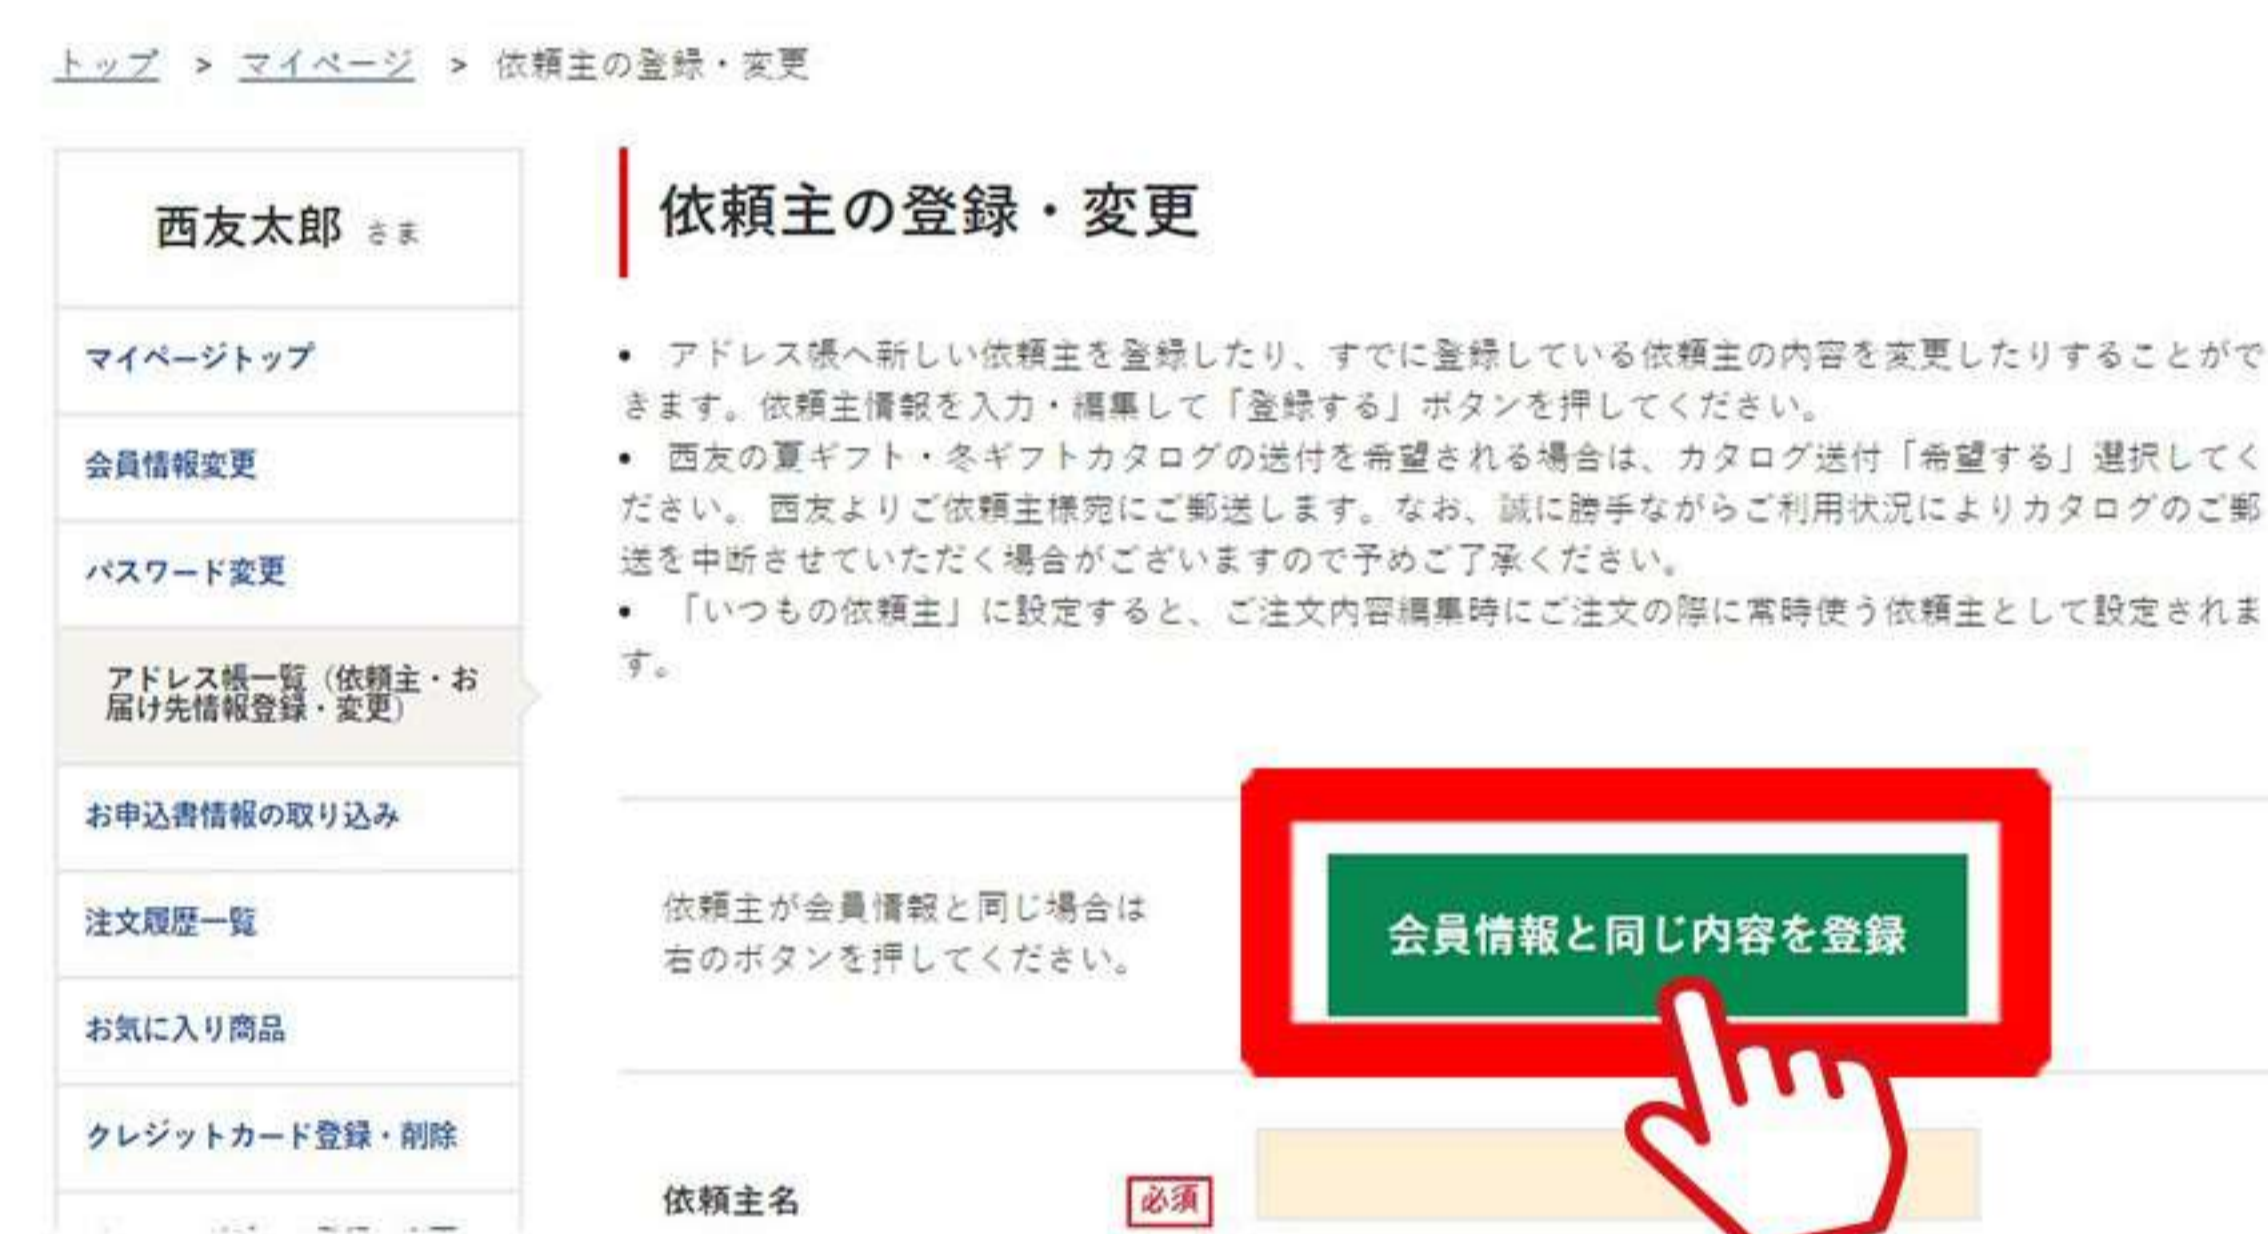 トップ > マイページ > 依頼主の登録・変更
西友太郎 さま
マイページトップ
会員情報変更
パスワード変更
アドレス帳一覧（依頼主・お
届け先情報登録・変更）
お申込書情報の取り込み
注文履歴一覧
お気に入り商品
クレジットカード登録・削除
依頼主の登録・変更
• アドレス帳へ新しい依頼主を登録したり、すでに登録している依頼主の内容を変更したりすることがで
きます。依頼主情報を入力・編集して「登録する」ボタンを押してください。
• 西友の夏ギフト・冬ギフトカタログの送付を希望される場合は、カタログ送付「希望する」選択してく
ださい。 西友よりご依頼主様宛にご郵送します。なお、誠に勝手ながらご利用状況によりカタログのご郵
送を中断させていただく場合がございますので予めご了承ください。
• 「いつもの依頼主」に設定すると、ご注文内容編集時にご注文の際に常時使う依頼主として設定されま
す。
依頼主が会員情報と同じ場合は
右のボタンを押してください。
会員情報と同じ内容を登録
依頼主名 必須